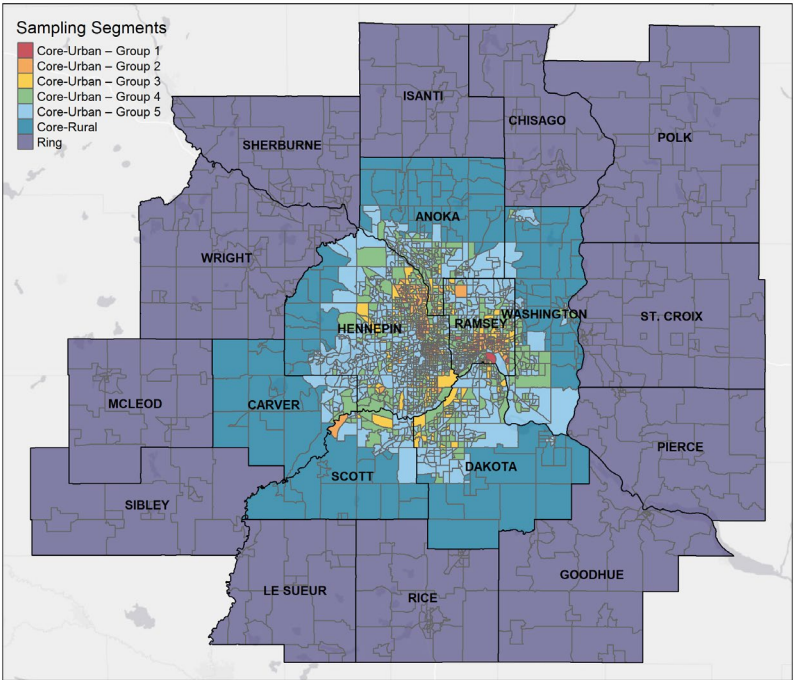 Sampling Segments
Core-Urban – Group 1
Core-Urban – Group 2
Core-Urban – Group 3
Core-Urban – Group 4
Core-Urban – Group 5
Core-Rural
Ring
ISANTI
CHISAGO
POLK
SHERBURNE
ANOKA
WRIGHT
HENNEPIN
RAMSEY
WASHINGTON
ST. CROIX
MCLEOD
CARVER
PIERCE
SCOTT
DAKOTA
SIBLEY
GOODHUE
LE SUEUR
RICE